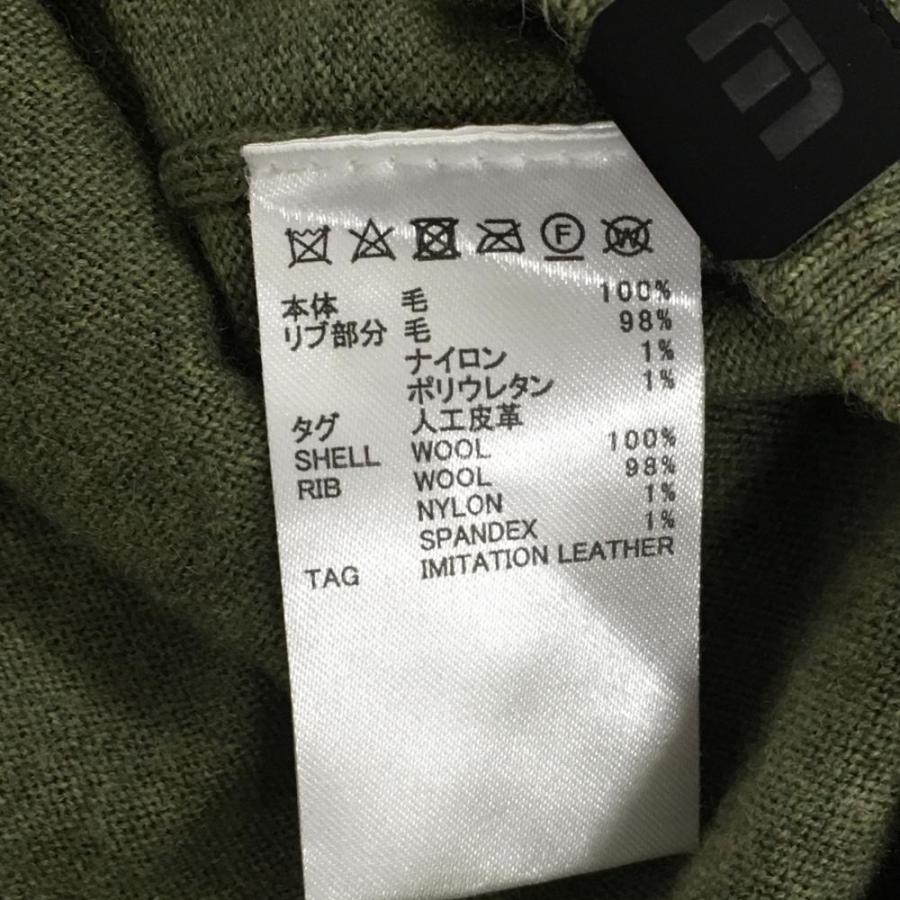 F W
本体 毛 100%
リブ部分 毛 98%
ナイロン 1%
ポリウレタン 1%
タグ 人工皮革
SHELL WOOL 100%
RIB WOOL 98%
NYLON 1%
SPANDEX 1%
TAG IMITATION LEATHER